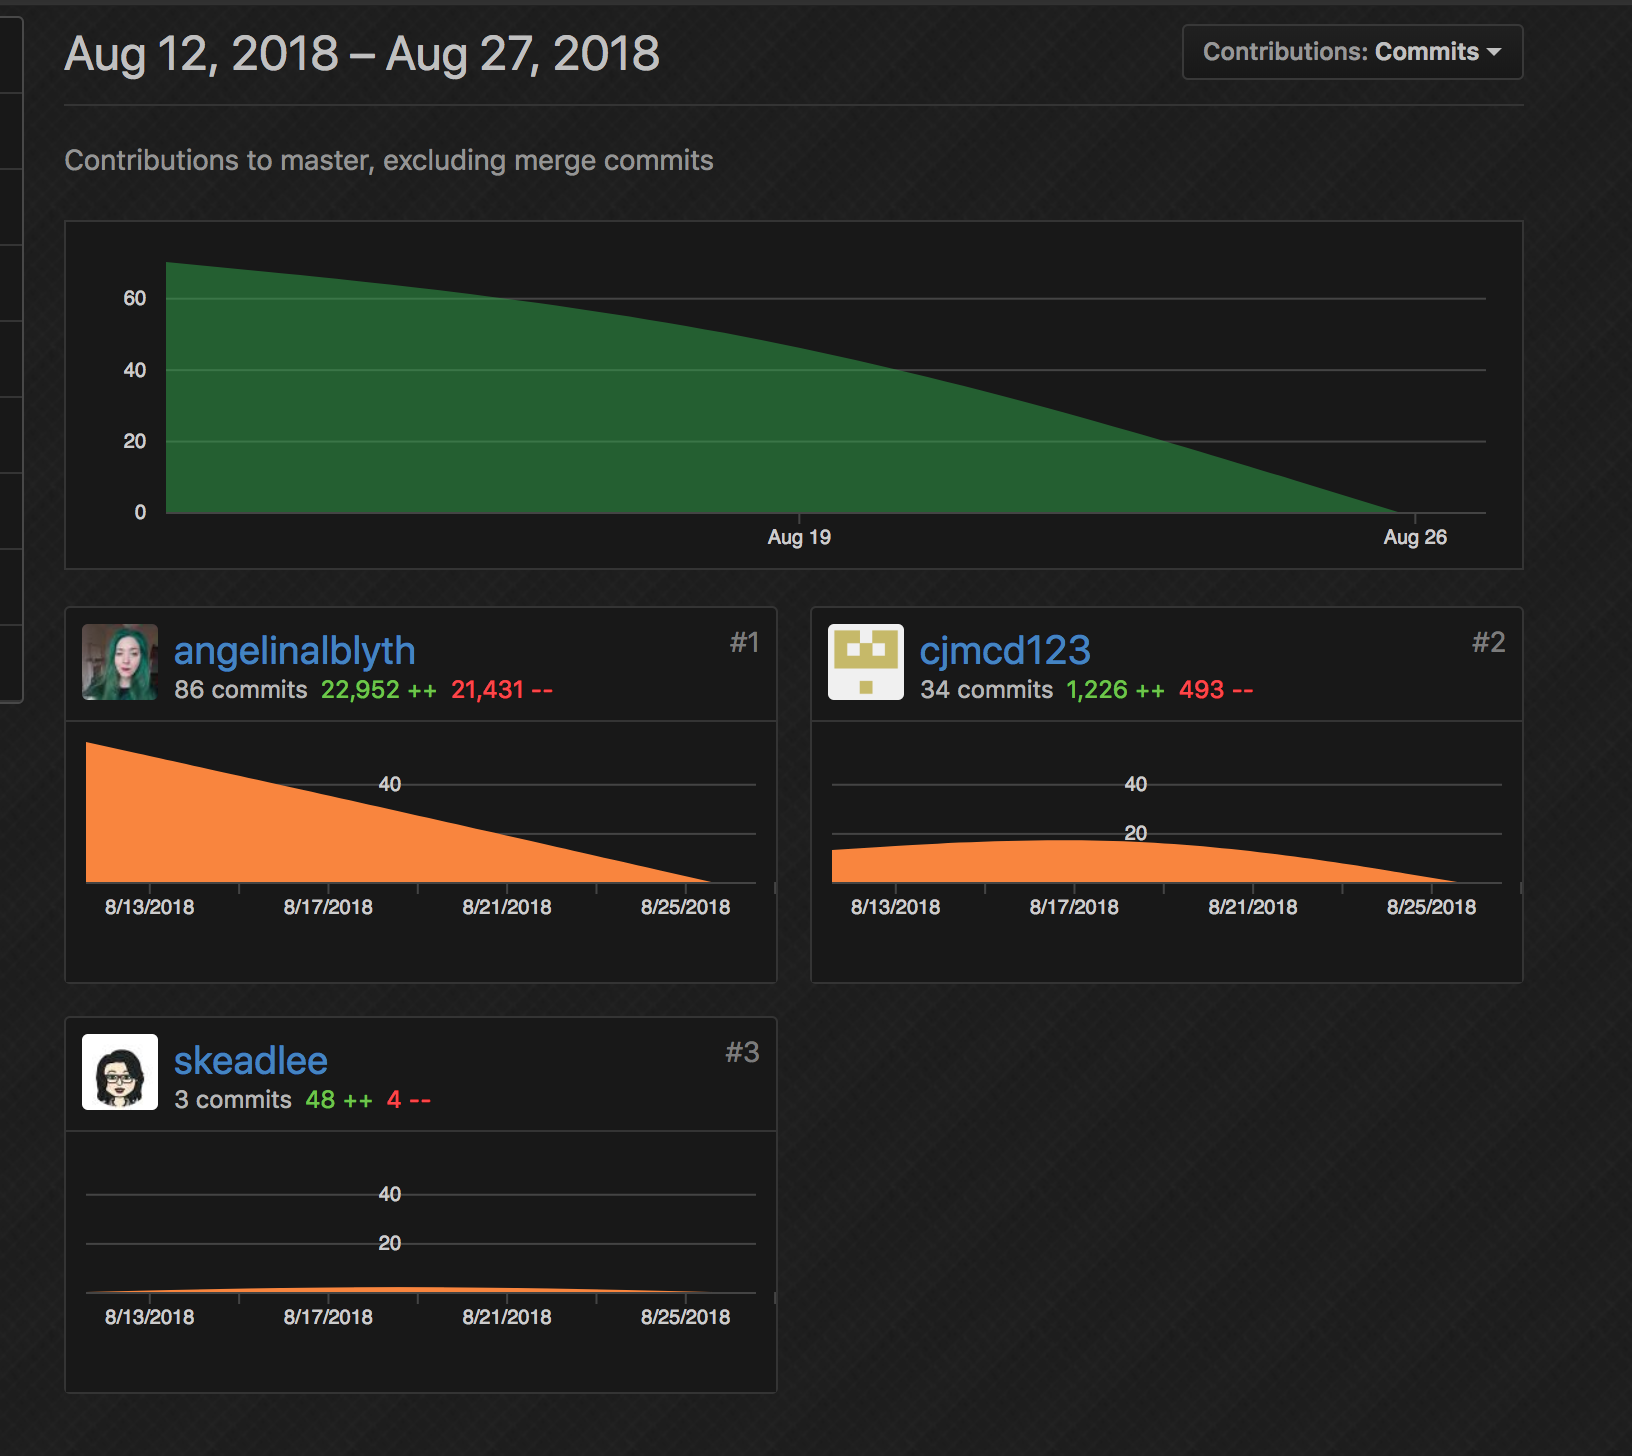 Aug 12, 2018 – Aug 27, 2018
Contributions: Commits
Contributions to master, excluding merge commits
60
40
20
0
Aug 19 Aug 26
angelinalblyth #1
86 commits 22,952 ++ 21,431 --
40
8/13/2018 8/17/2018 8/21/2018 8/25/2018
cjmcd123 #2
34 commits 1,226 ++ 493 --
40
20
8/13/2018 8/17/2018 8/21/2018 8/25/2018
skeadlee #3
3 commits 48 ++ 4 --
40
20
8/13/2018 8/17/2018 8/21/2018 8/25/2018